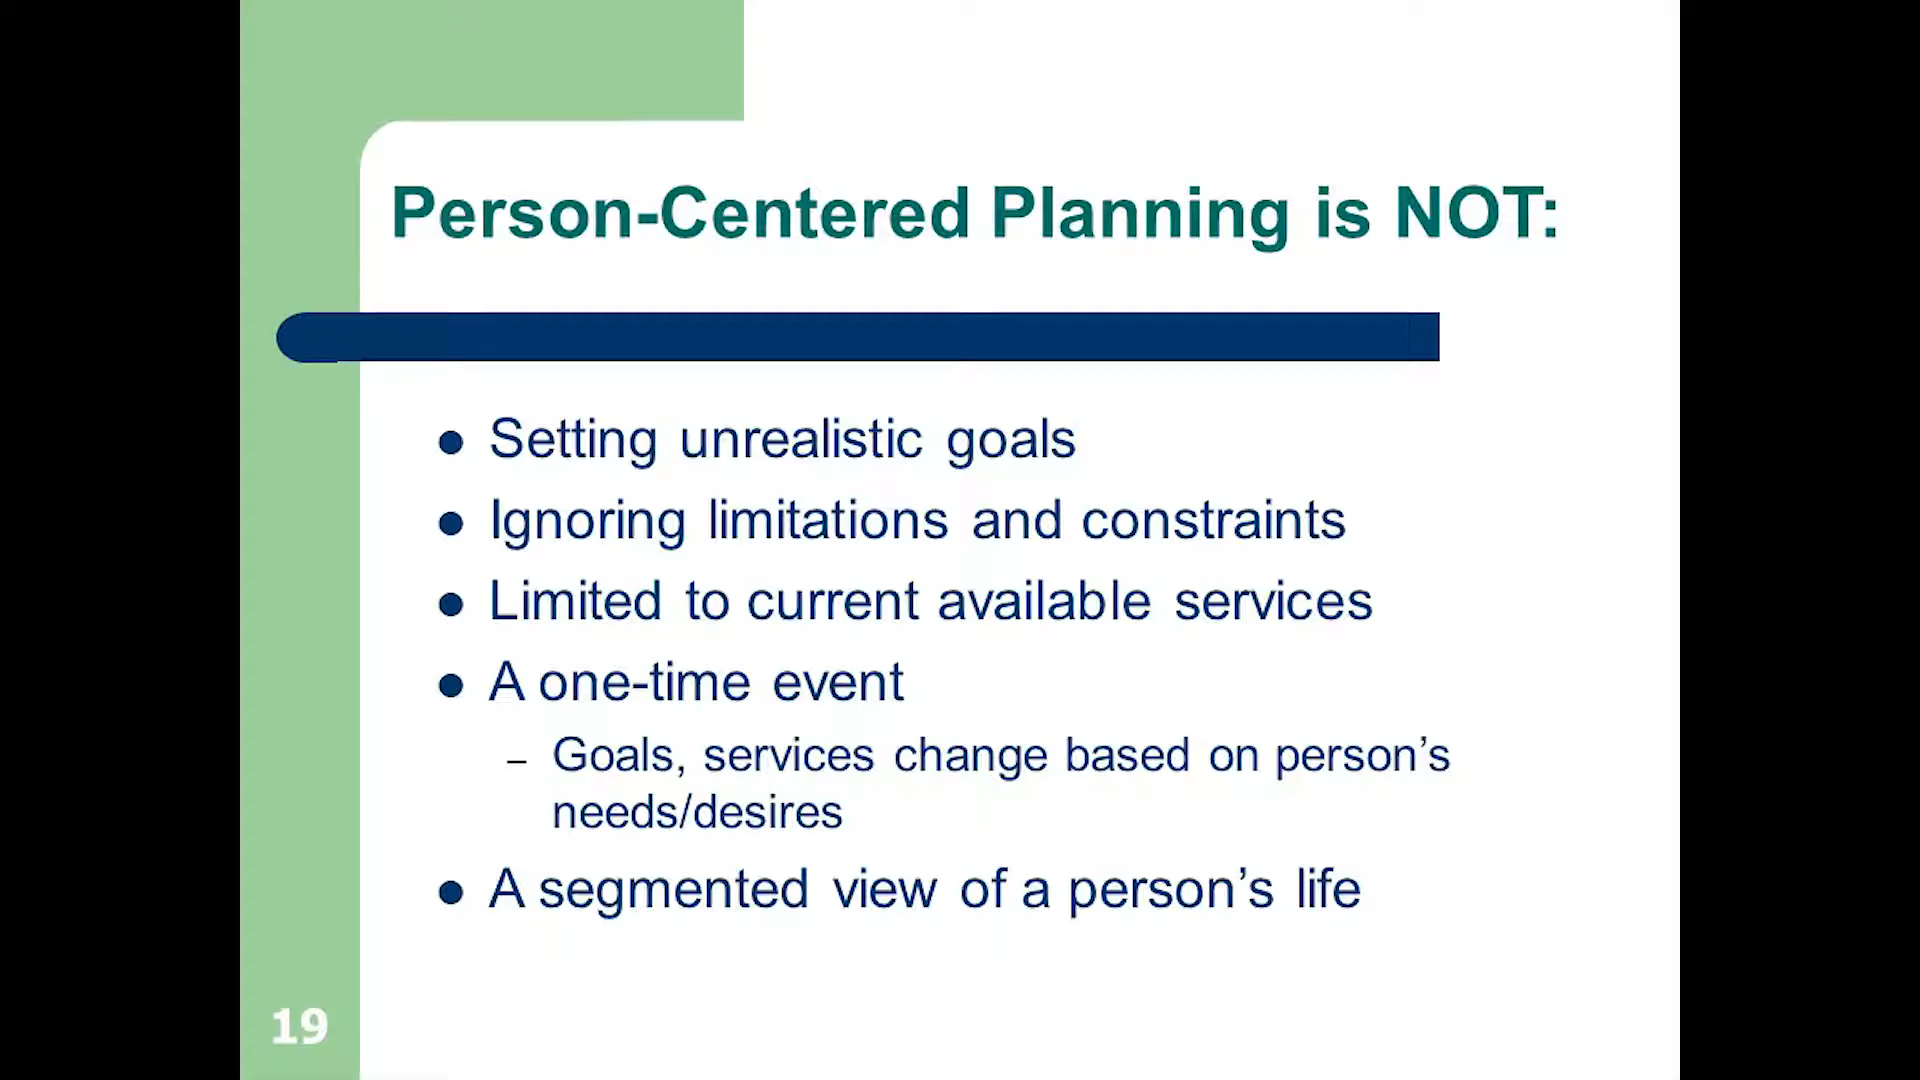 Person-Centered Planning is NOT:
● Setting unrealistic goals
● Ignoring limitations and constraints
● Limited to current available services
● A one-time event
– Goals, services change based on person’s
needs/desires
● A segmented view of a person’s life
19